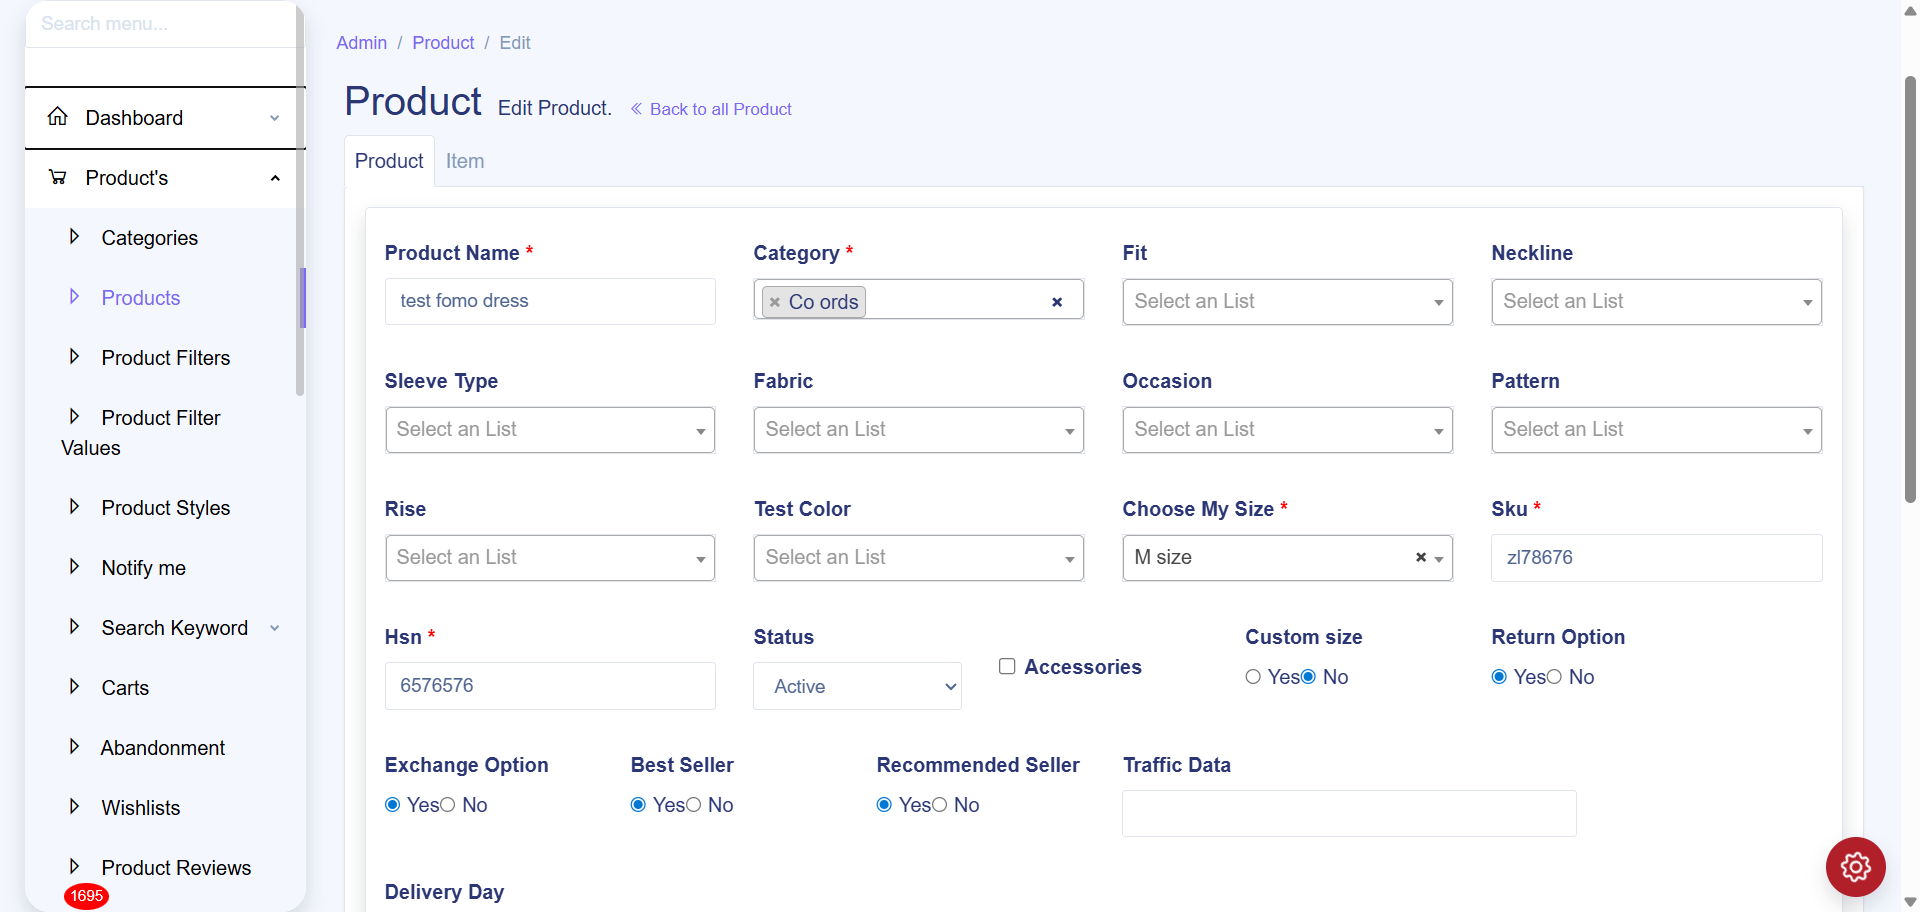 Search menu...
Dashboard
Product's
Categories
Products
Product Filters
Product Filter
Values
Product Styles
Notify me
Search Keyword
Carts
Abandonment
Wishlists
Product Reviews
1695
Admin / Product / Edit
Product Edit Product. « Back to all Product
Product Item
Product Name * Category * Fit Neckline
test fomo dress × Co ords × Select an List Select an List
Sleeve Type Fabric Occasion Pattern
Select an List Select an List Select an List Select an List
Rise Test Color Choose My Size * Sku *
Select an List Select an List M size × zl78676
Hsn * Status Accessories Custom size Return Option
6576576 Active Yes No Yes No
Exchange Option Best Seller Recommended Seller Traffic Data
Yes No Yes No Yes No
Delivery Day